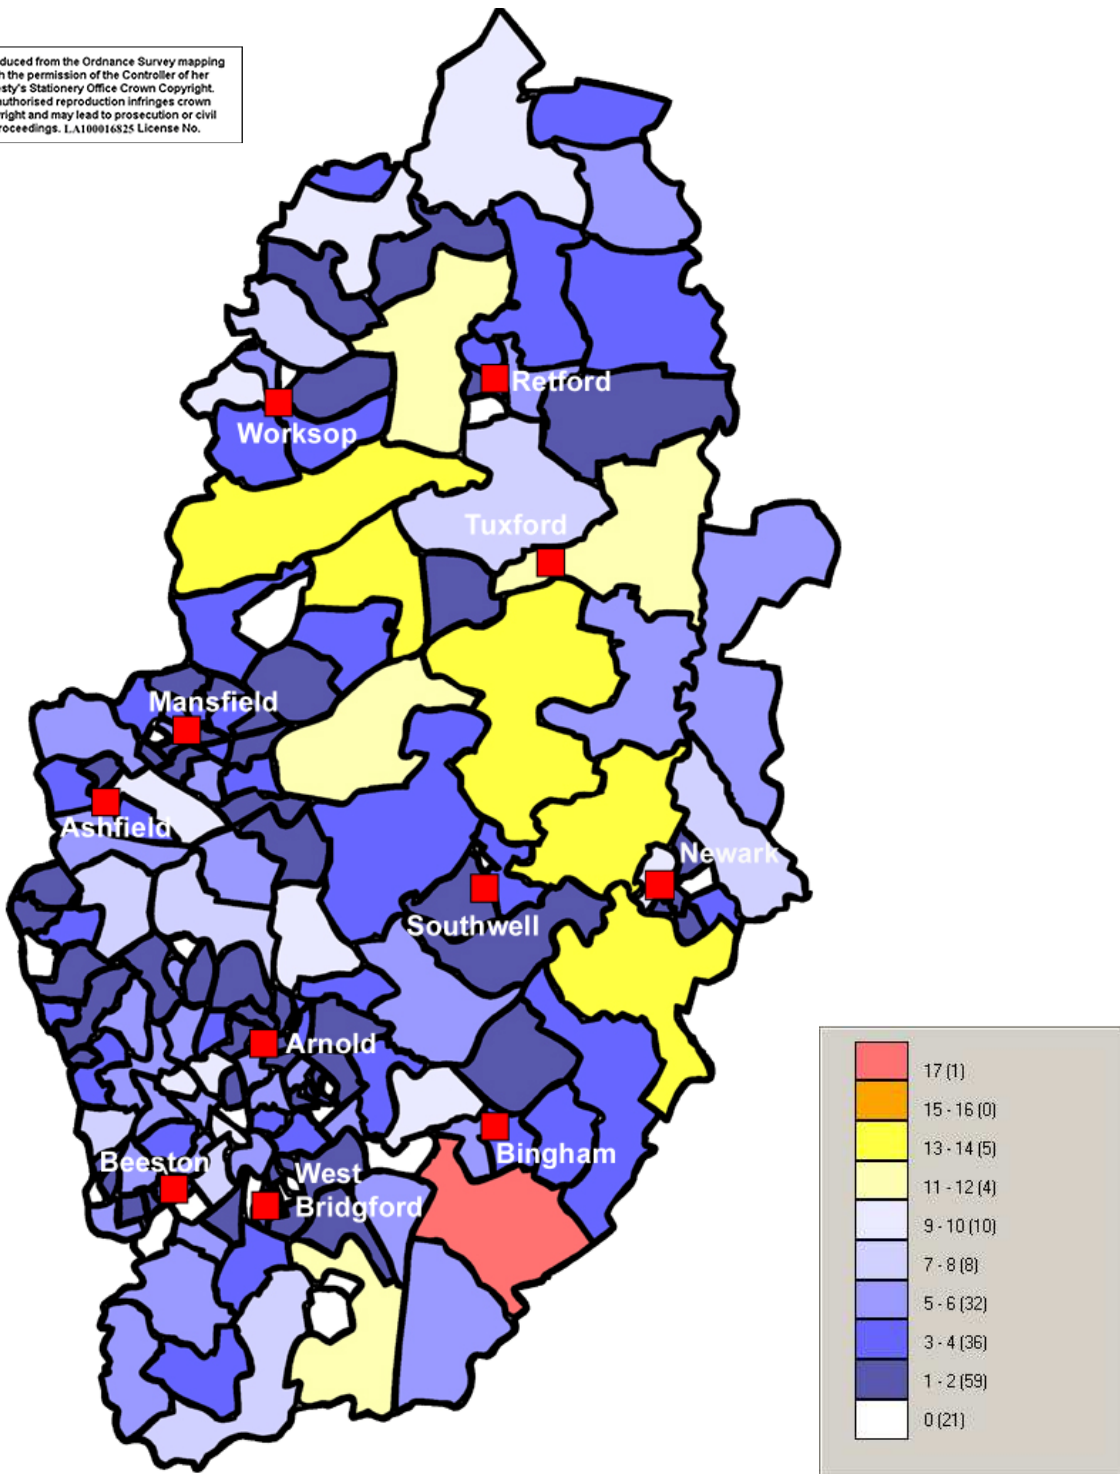 duced from the Ordnance Survey mapping
h the permission of the Controller of her
sty's Stationery Office Crown Copyright.
authorised reproduction infringes crown
right and may lead to prosecution or civil
roceedings. LA100016825 License No.
Retford
Worksop
Tuxford
Mansfield
Ashfield
Newark
Southwell
Arnold
Bingham
Beeston
West
Bridgford
17 (1)
15 - 16 (0)
13 - 14 (5)
11 - 12 (4)
9 - 10 (10)
7 - 8 (8)
5 - 6 (32)
3 - 4 (36)
1 - 2 (59)
0 (21)